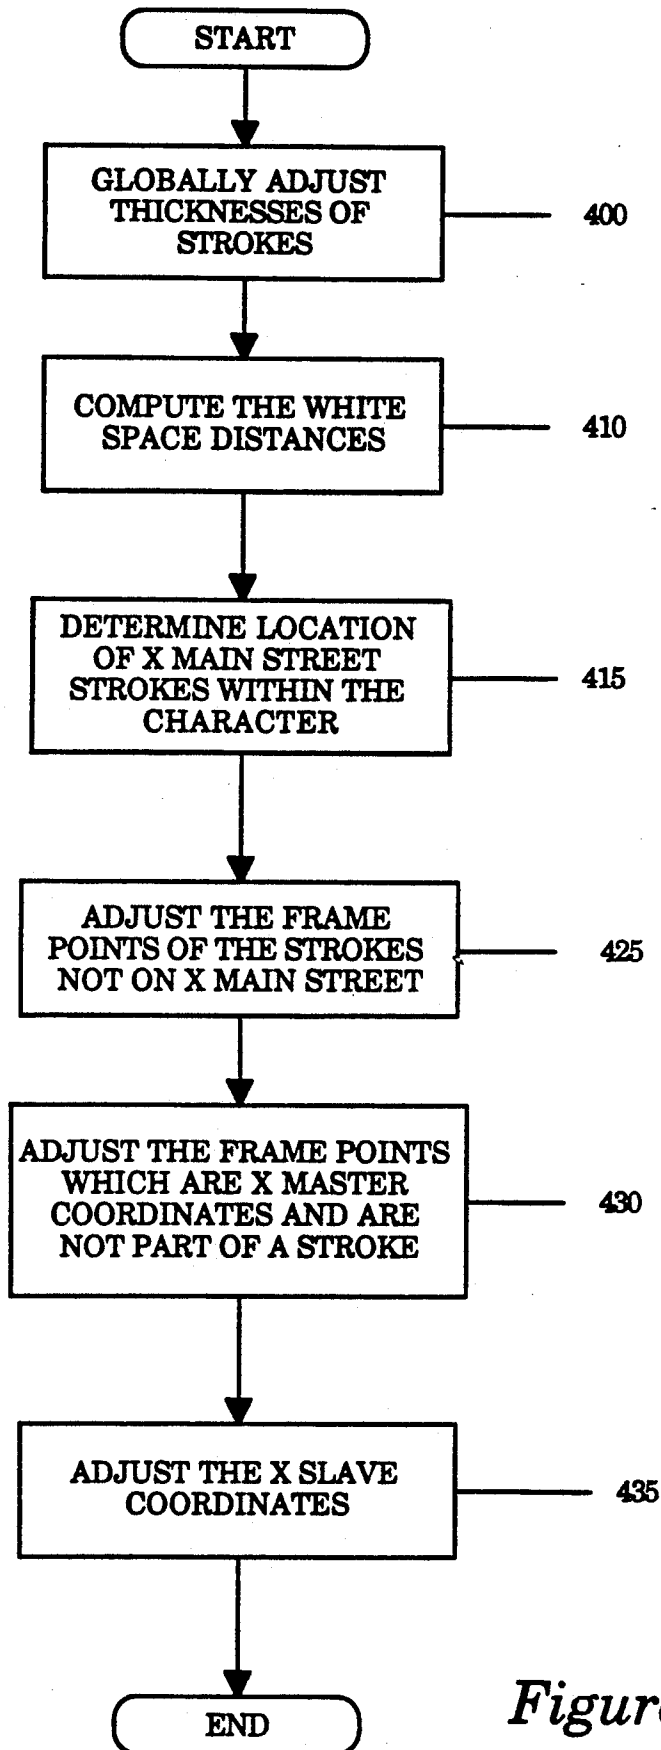 START
GLOBALLY ADJUST
THICKNESSES OF
STROKES
400
COMPUTE THE WHITE
SPACE DISTANCES
410
DETERMINE LOCATION
OF X MAIN STREET
STROKES WITHIN THE
CHARACTER
415
ADJUST THE FRAME
POINTS OF THE STROKES
NOT ON X MAIN STREET
425
ADJUST THE FRAME POINTS
WHICH ARE X MASTER
COORDINATES AND ARE
NOT PART OF A STROKE
430
ADJUST THE X SLAVE
COORDINATES
435
END
Figure